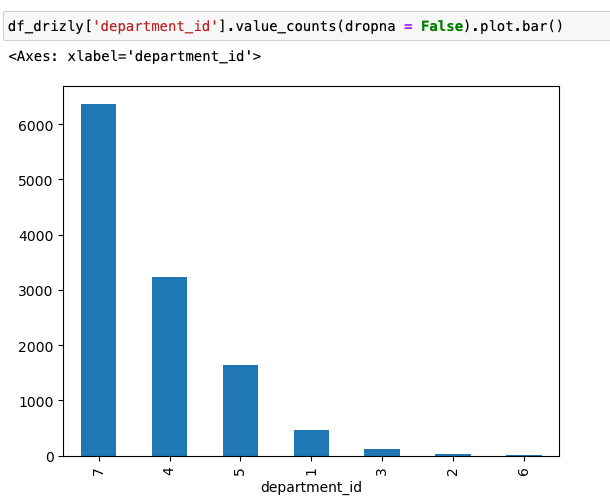 df_drizly['department_id'].value_counts(dropna = False).plot.bar()
<Axes: xlabel='department_id'>
6000
5000
4000
3000
2000
1000
0
7 4 5 1 3 2 6
department_id